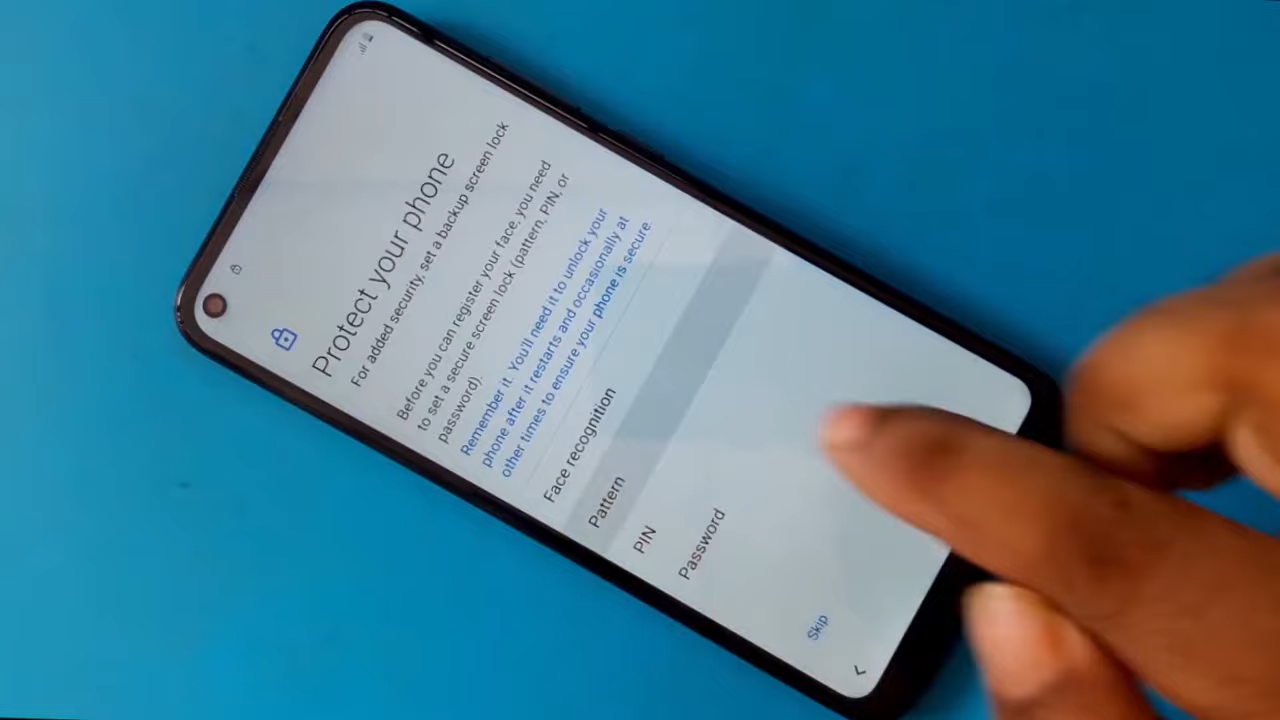 Protect your phone
For added security, set a backup screen lock
Before you can register your face, you need
to set a secure screen lock (pattern, PIN, or
password).
Remember it. You'll need it to unlock your
phone after it restarts and occasionally at
other times to ensure your phone is secure.
Face recognition
Pattern
PIN
Password
Skip